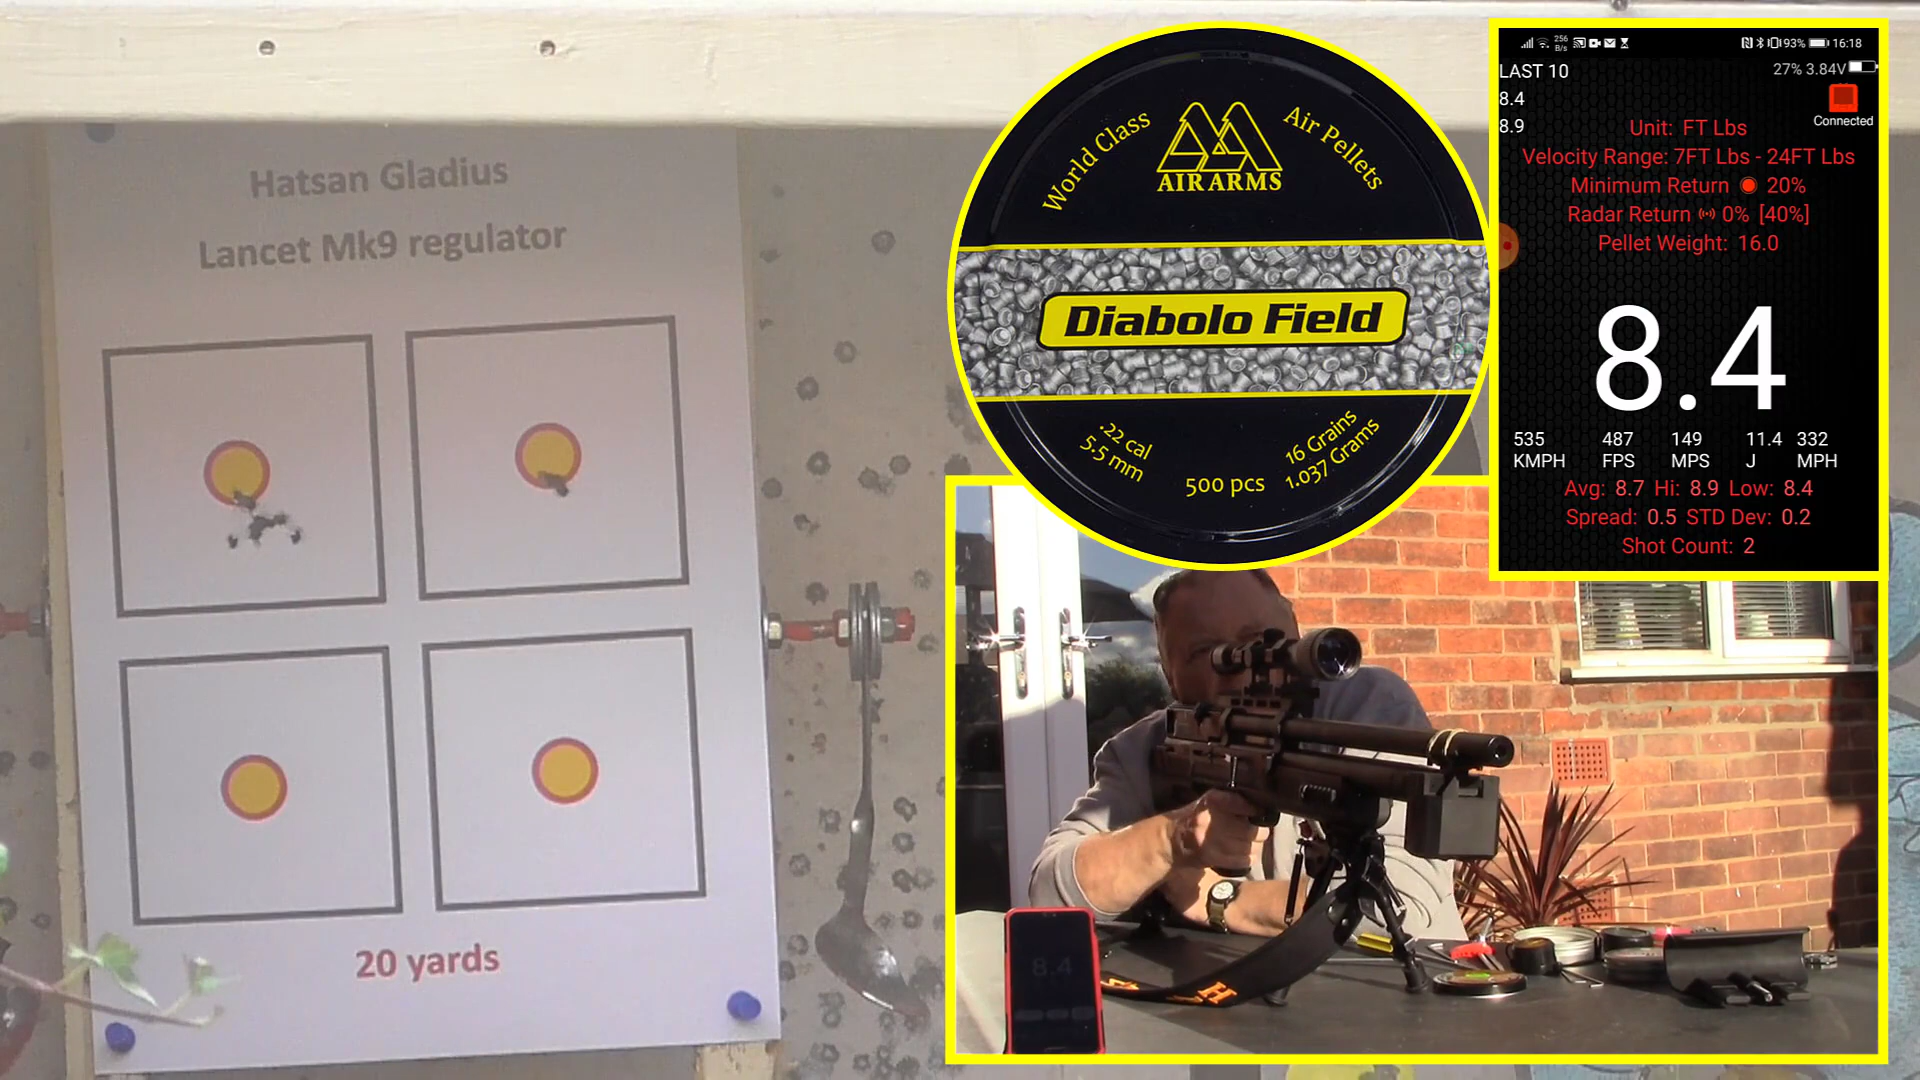 Hatsan Gladius
Lancet Mk9 regulator
20 yards
World Class
Air Pellets
AIR ARMS
Diabolo Field
.22 cal
5.5 mm
500 pcs
16 Grains
1.037 Grams
256
B/s
93%
16:18
LAST 10
27% 3.84V
8.4
8.9
Connected
Unit: FT Lbs
Velocity Range: 7FT Lbs - 24FT Lbs
Minimum Return 20%
Radar Return 0% [40%]
Pellet Weight: 16.0
8.4
535 487 149 11.4 332
KMPH FPS MPS J MPH
Avg: 8.7 Hi: 8.9 Low: 8.4
Spread: 0.5 STD Dev: 0.2
Shot Count: 2
8.4
H